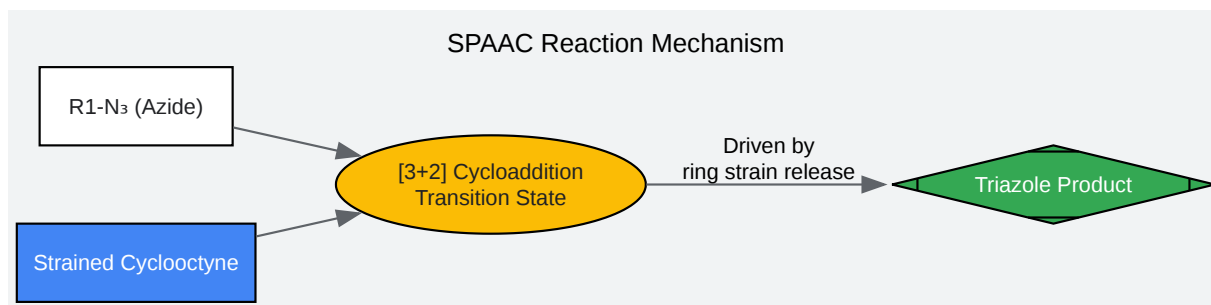 SPAAC Reaction Mechanism
R1-N₃ (Azide)
Strained Cyclooctyne
[3+2] Cycloaddition
Transition State
Driven by
ring strain release
Triazole Product